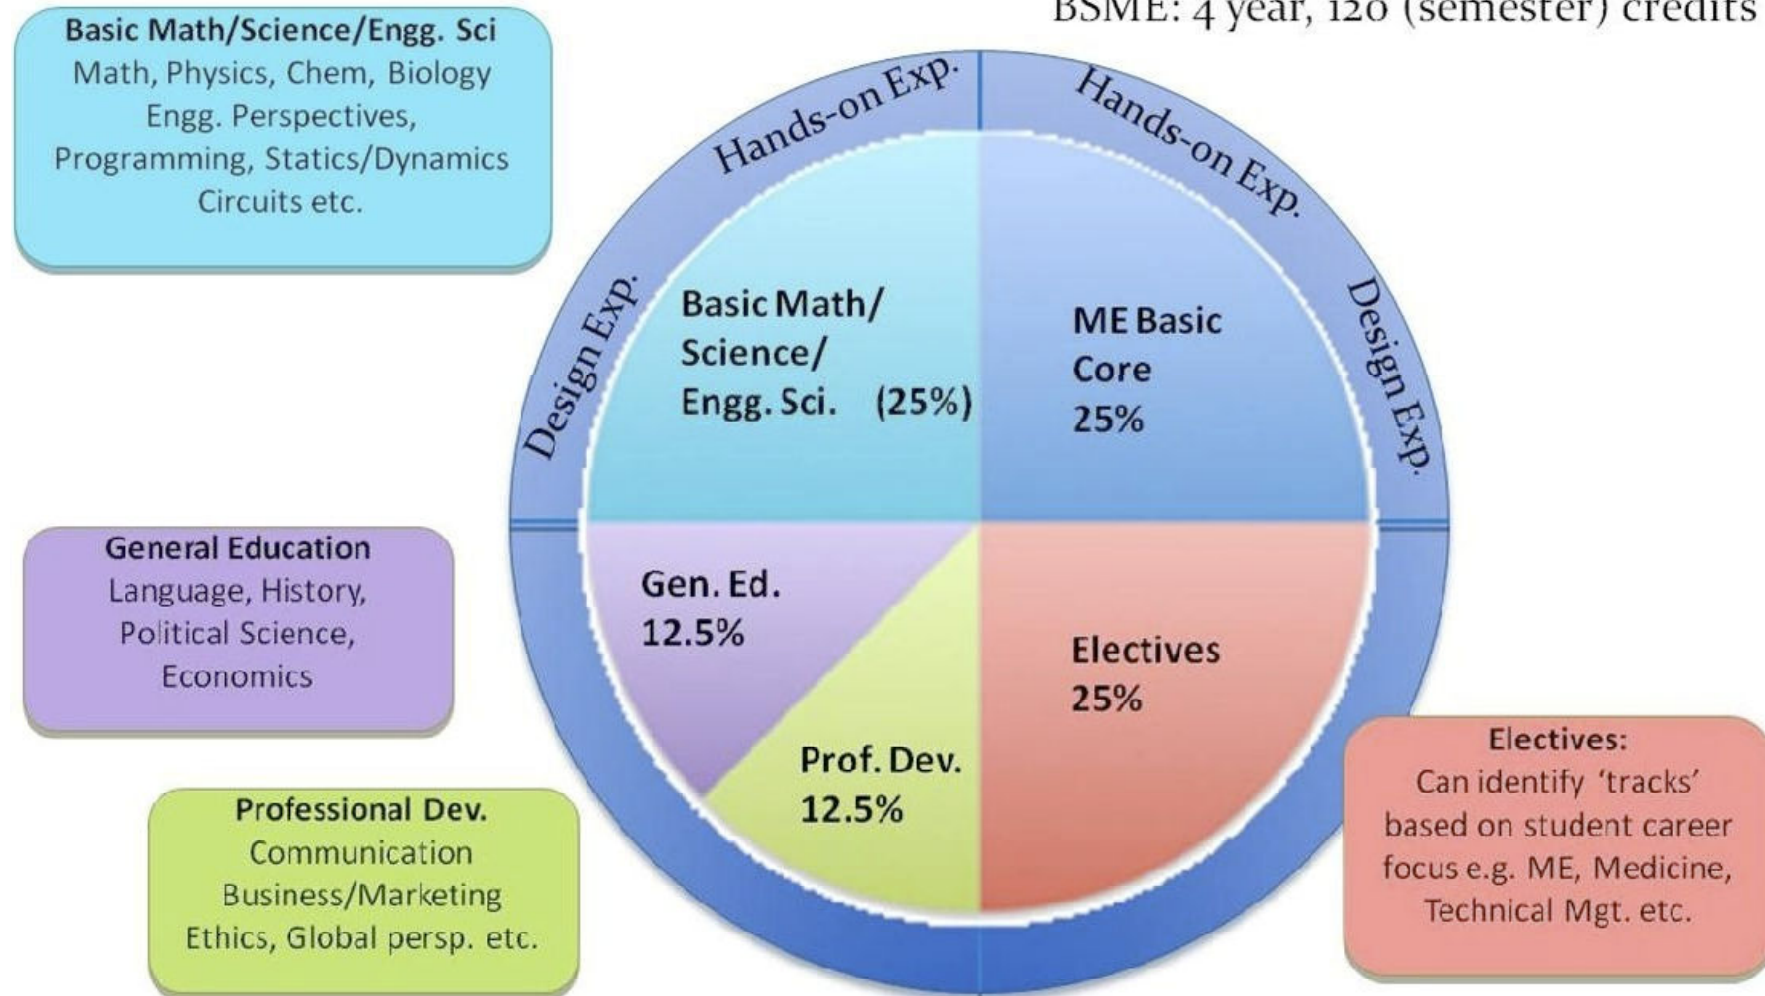 BSME: 4 year, 120 (semester) credits
Basic Math/Science/Engg. Sci
Math, Physics, Chem, Biology
Engg. Perspectives,
Programming, Statics/Dynamics
Circuits etc.
Hands-on Exp.
Hands-on Exp.
Design Exp.
Design Exp.
Basic Math/
Science/
Engg. Sci. (25%)
ME Basic
Core
25%
General Education
Language, History,
Political Science,
Economics
Gen. Ed.
12.5%
Electives
25%
Prof. Dev.
12.5%
Professional Dev.
Communication
Business/Marketing
Ethics, Global persp. etc.
Electives:
Can identify ‘tracks’
based on student career
focus e.g. ME, Medicine,
Technical Mgt. etc.